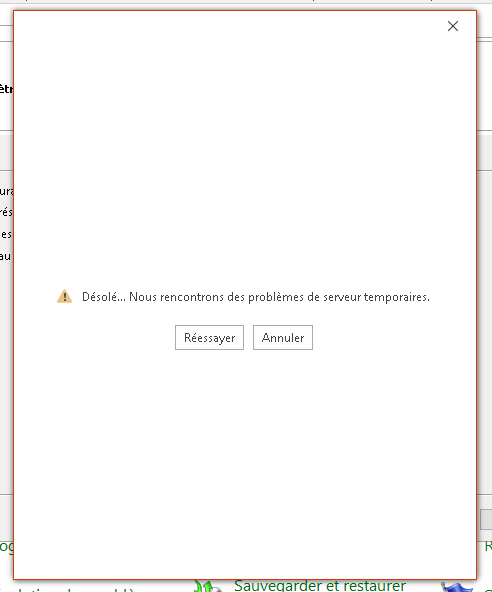 Désolé... Nous rencontrons des problèmes de serveur temporaires.
Réessayer
Annuler
Sauvegarder et restaurer